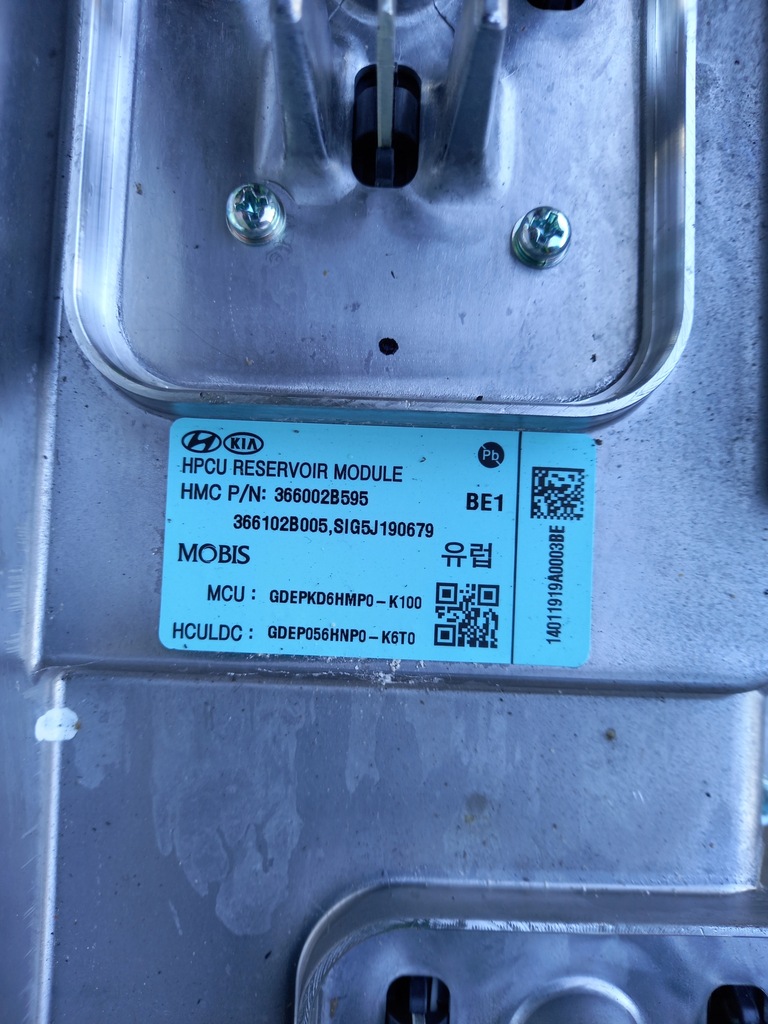 KIA
Pb
HPCU RESERVOIR MODULE
HMC P/N: 366002B595
BE1
366102B005,SIG5J190679
MOBIS
유럽
MCU : GDEPKD6HMP0-K100
HCULDC : GDEP056HNP0-K6T0
14011919A0003BE